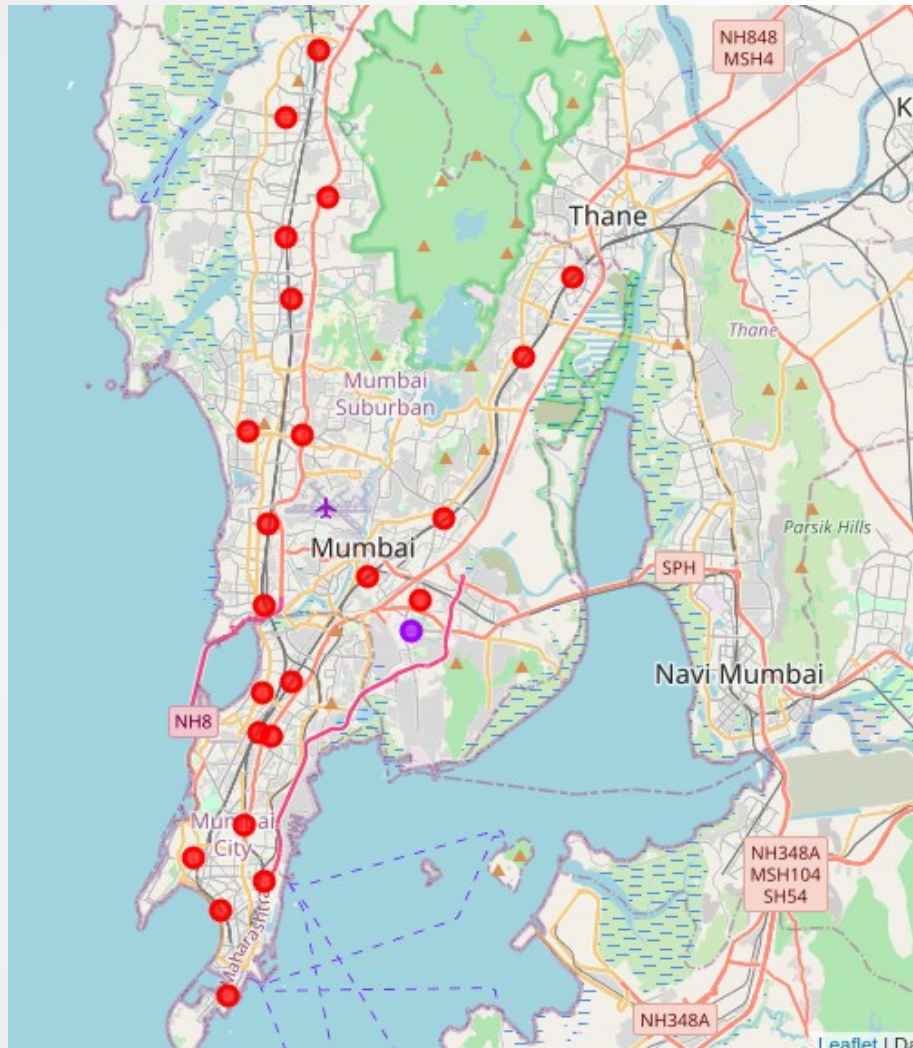 NH848
MSH4
K
Thane
Thane
Mumbai
Suburban
Parsik Hills
Mumbai
SPH
Navi Mumbai
NH8
Mumbai
City
Maharashtra
NH348A
MSH104
SH54
NH348A
Leaflet | Da